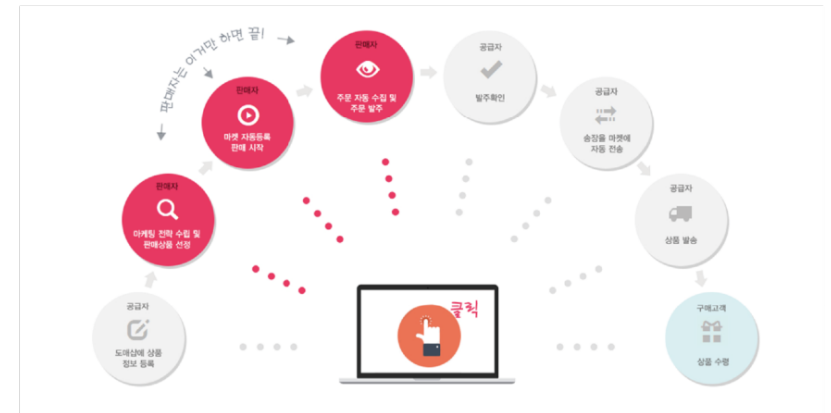 판매자는 이거만 하면 끝!
공급자
도매상에 상품
정보 등록
판매자
마케팅 전략 수립 및
판매상품 선정
판매자
마켓 자동등록
판매 시작
판매자
주문 자동 수집 및
주문 발주
공급자
발주확인
공급자
송장을 마켓에
자동 전송
공급자
상품 발송
구매고객
상품 수령
클릭